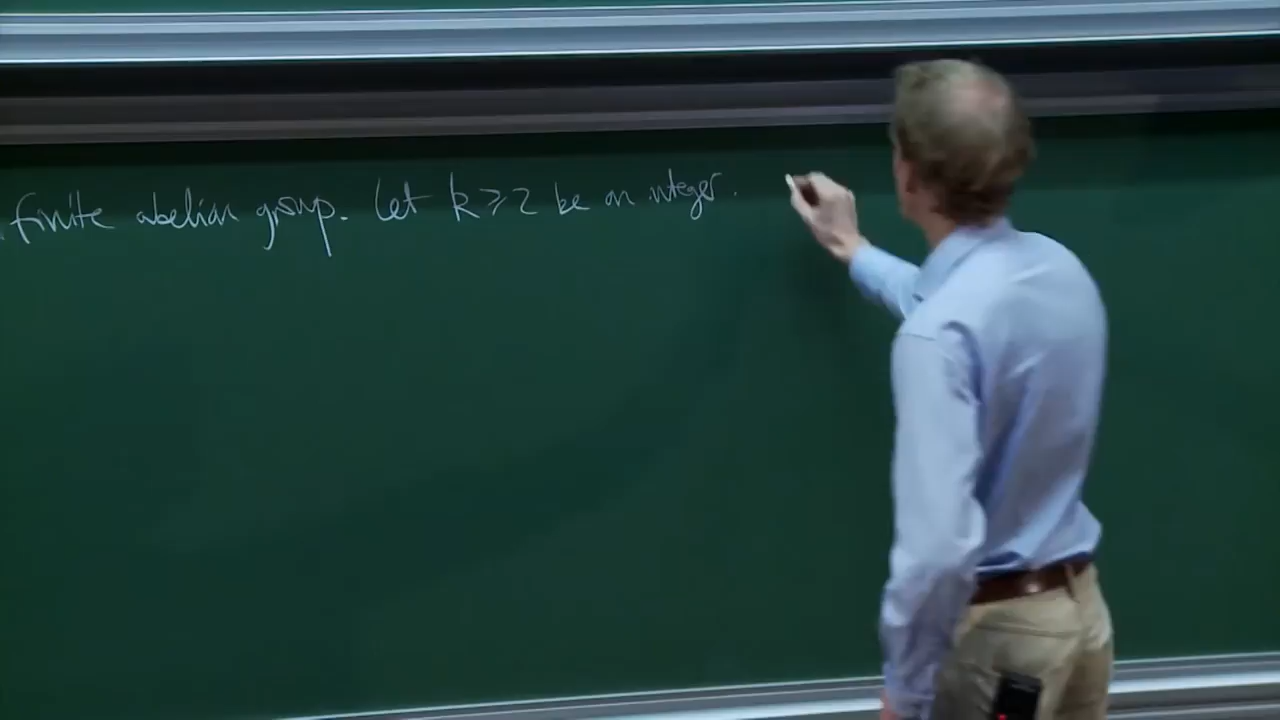 finite abelian group. Let k ⩾ 2 be an integer.